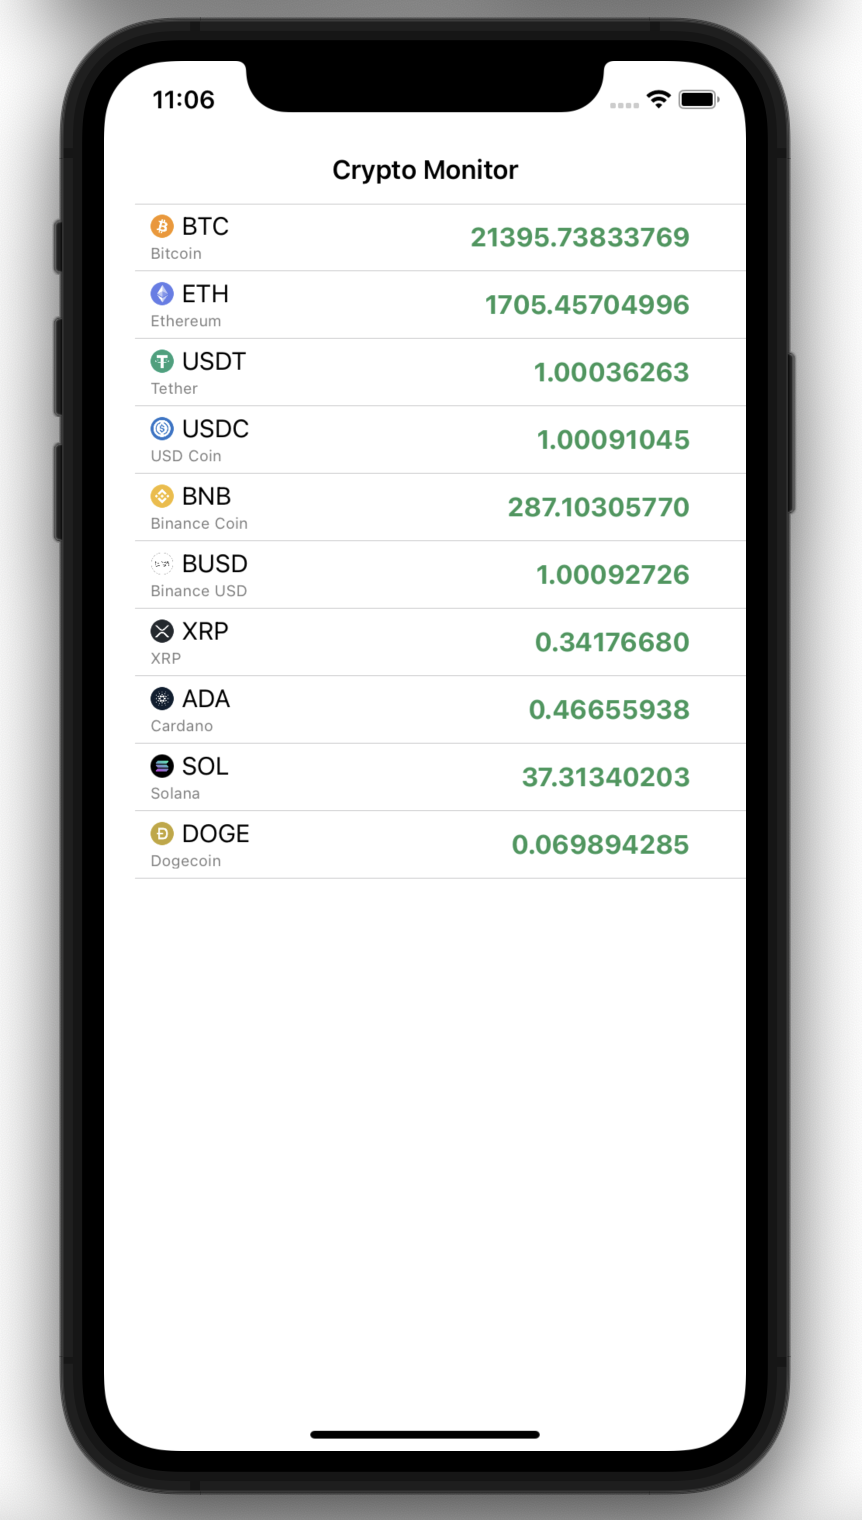 11:06
Crypto Monitor
BTC 21395.73833769
Bitcoin
ETH 1705.45704996
Ethereum
USDT 1.00036263
Tether
USDC 1.00091045
USD Coin
BNB 287.10305770
Binance Coin
BUSD 1.00092726
Binance USD
XRP 0.34176680
XRP
ADA 0.46655938
Cardano
SOL 37.31340203
Solana
DOGE 0.069894285
Dogecoin